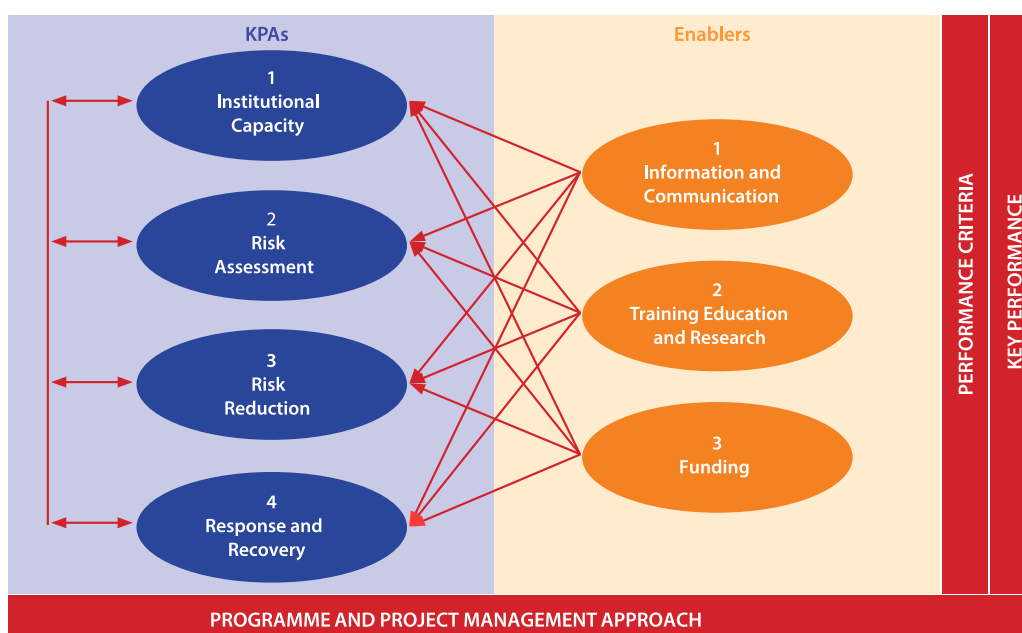 KPAs
1
Institutional
Capacity
2
Risk
Assessment
3
Risk
Reduction
4
Response and
Recovery
Enablers
1
Information and
Communication
2
Training Education
and Research
3
Funding
PERFORMANCE CRITERIA
KEY PERFORMANCE
PROGRAMME AND PROJECT MANAGEMENT APPROACH